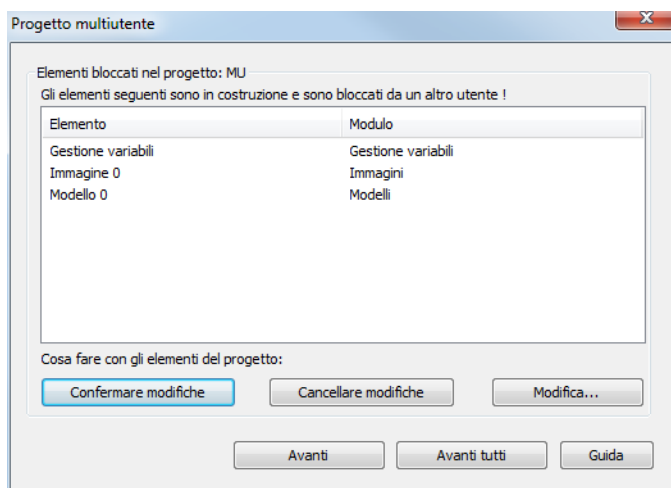 Progetto multiutente
Elementi bloccati nel progetto: MU
Gli elementi seguenti sono in costruzione e sono bloccati da un altro utente !
Elemento Modulo
Gestione variabili Gestione variabili
Immagine 0 Immagini
Modello 0 Modelli
Cosa fare con gli elementi del progetto:
Confermare modifiche Cancellare modifiche Modifica...
Avanti Avanti tutti Guida